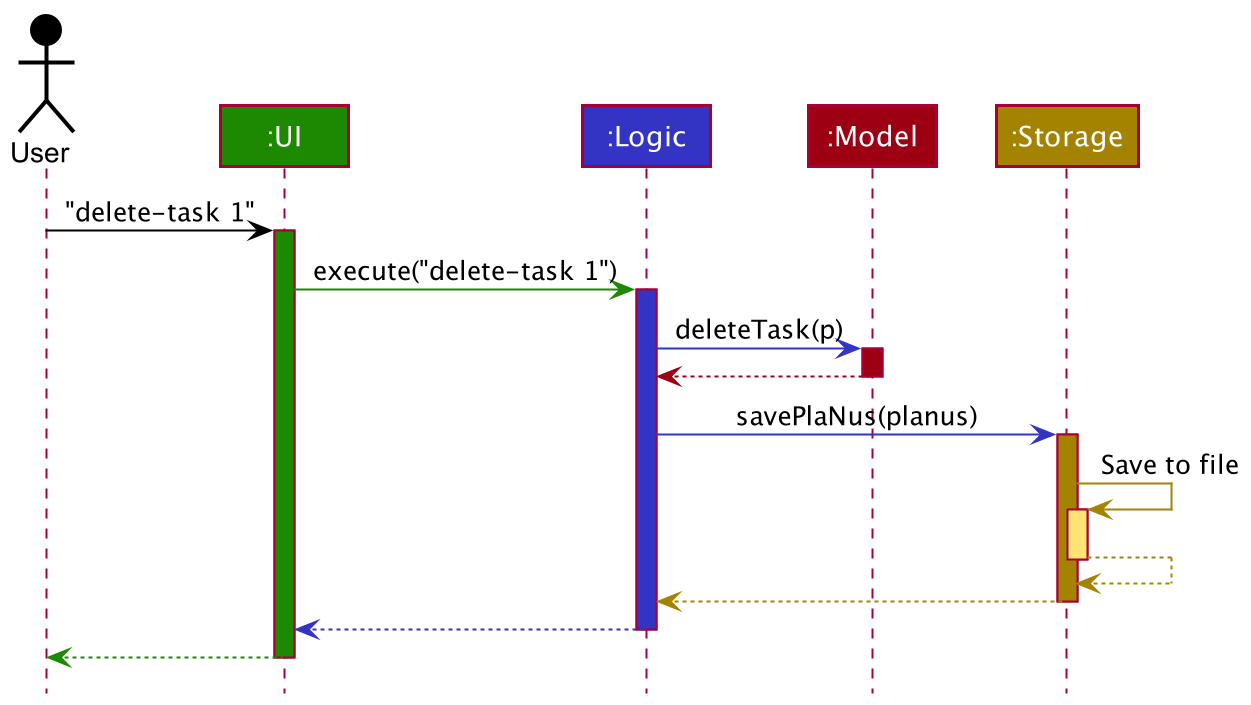 User
:UI
:Logic
:Model
:Storage
"delete-task 1"
execute("delete-task 1")
deleteTask(p)
savePlaNus(planus)
Save to file